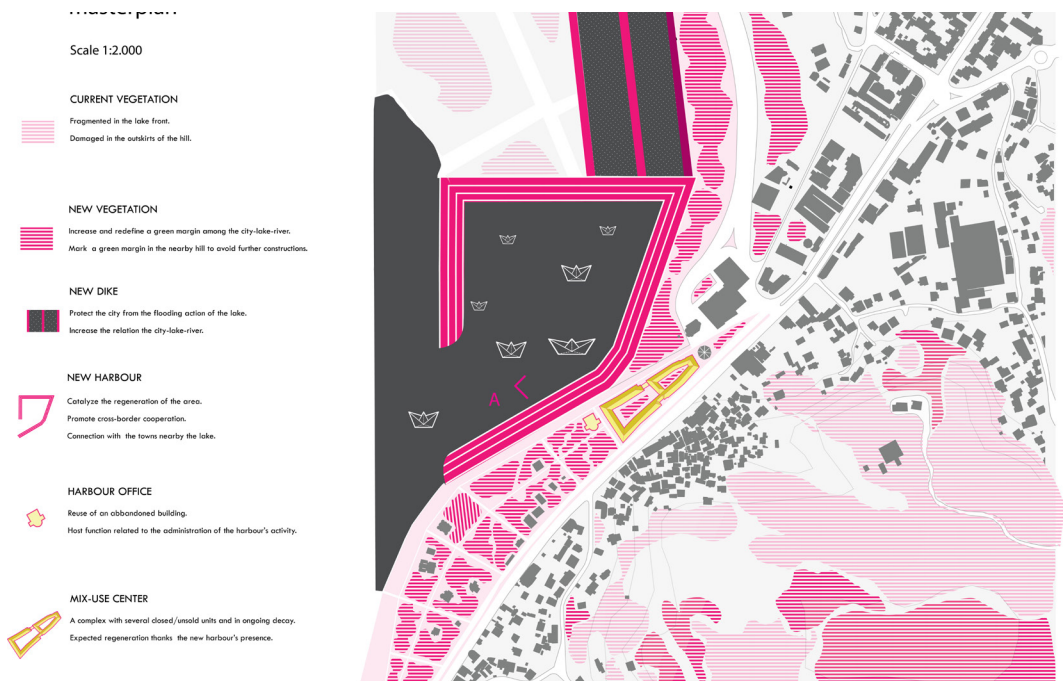 masterplan
Scale 1:2.000
CURRENT VEGETATION
Fragmented in the lake front.
Damaged in the outskirts of the hill.
NEW VEGETATION
Increase and redefine a green margin among the city-lake-river.
Mark a green margin in the nearby hill to avoid further constructions.
NEW DIKE
Protect the city from the flooding action of the lake.
Increase the relation the city-lake-river.
NEW HARBOUR
Catalyze the regeneration of the area.
Promote cross-border cooperation.
Connection with the towns nearby the lake.
HARBOUR OFFICE
Reuse of an abbandoned building.
Host function related to the administration of the harbour's activity.
MIX-USE CENTER
A complex with several closed/unsold units and in ongoing decay.
Expected regeneration thanks the new harbour's presence.
A